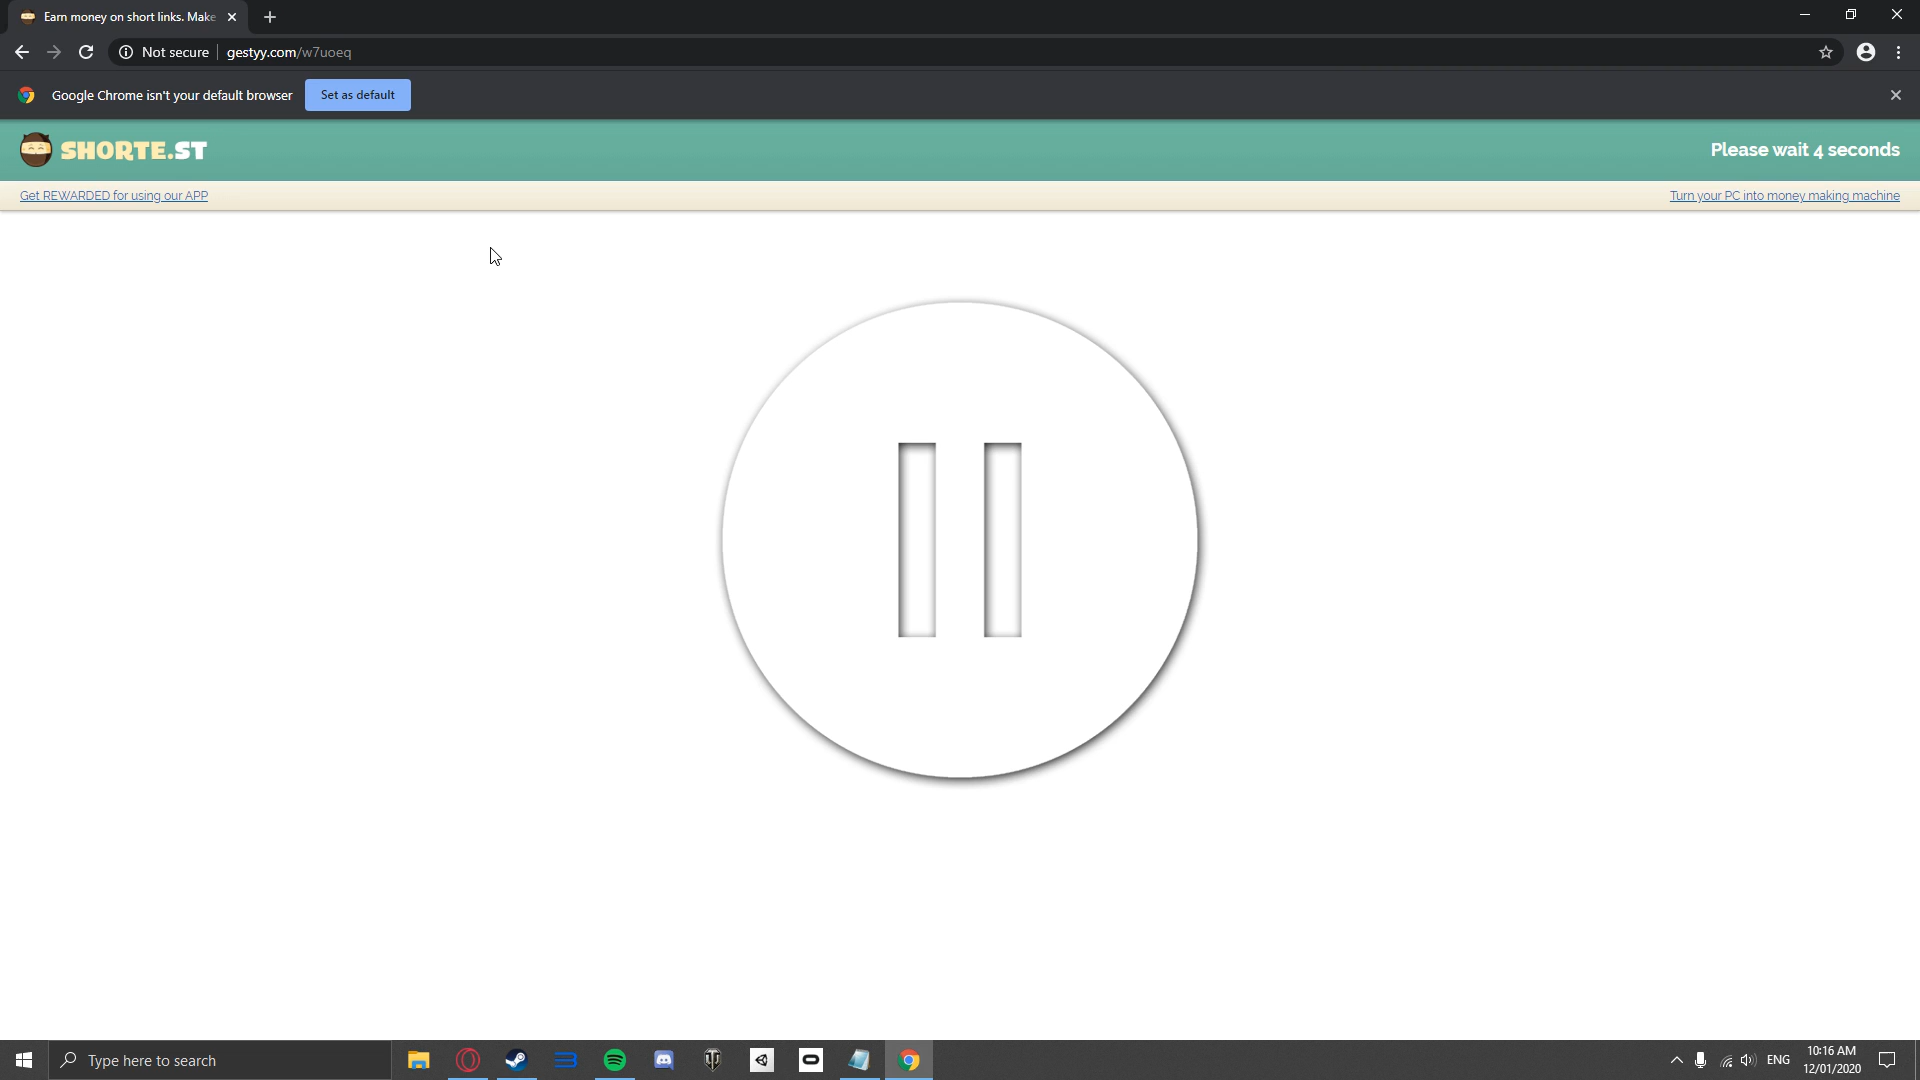 Earn money on short links. Make
Not secure
gestyy.com/w7uoeq
Google Chrome isn't your default browser
Set as default
SHORTE.ST
Please wait 4 seconds
Get REWARDED for using our APP
Turn your PC into money making machine
Type here to search
ENG
10:16 AM
12/01/2020